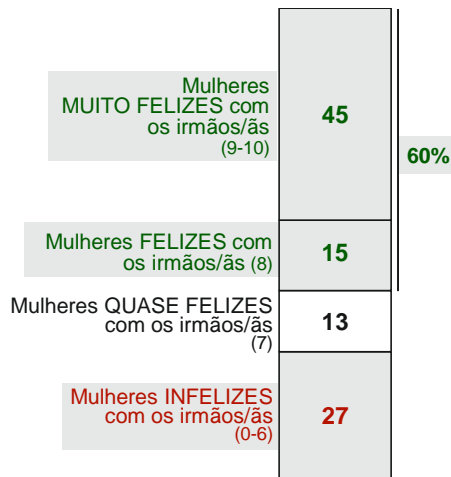 Mulheres
MUITO FELIZES com
os irmãos/ãs
(9-10)
45
60%
Mulheres FELIZES com
os irmãos/ãs (8)
15
Mulheres QUASE FELIZES
com os irmãos/ãs
(7)
13
Mulheres INFELIZES
com os irmãos/ãs
(0-6)
27